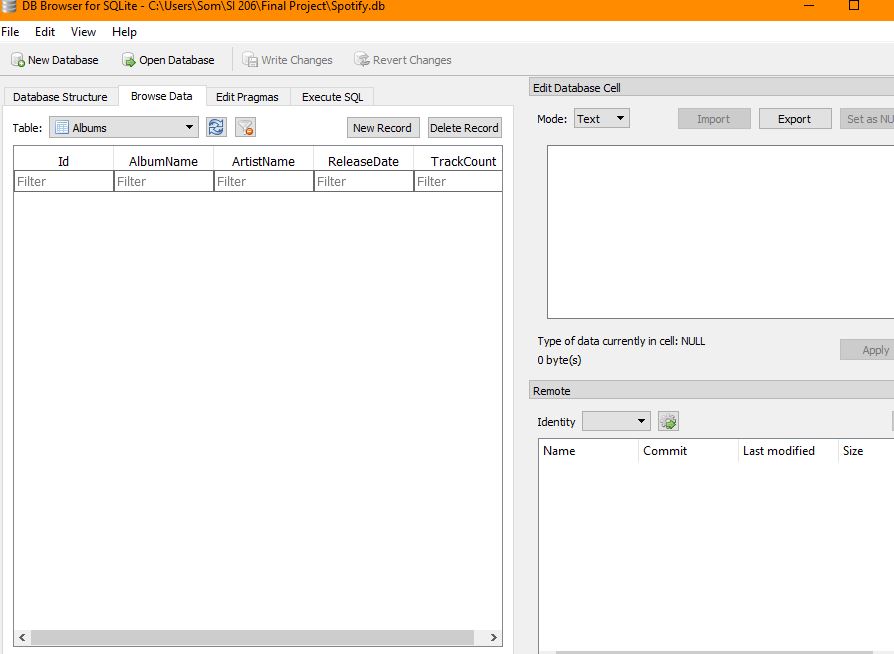 DB Browser for SQLite - C:\Users\Som\SI 206\Final Project\Spotify.db
File Edit View Help
New Database Open Database Write Changes Revert Changes
Database Structure Browse Data Edit Pragmas Execute SQL
Table: Albums New Record Delete Record
Id AlbumName ArtistName ReleaseDate TrackCount
Filter Filter Filter Filter Filter
Edit Database Cell
Mode: Text Import Export Set as NU
Type of data currently in cell: NULL
0 byte(s)
Apply
Remote
Identity
Name Commit Last modified Size